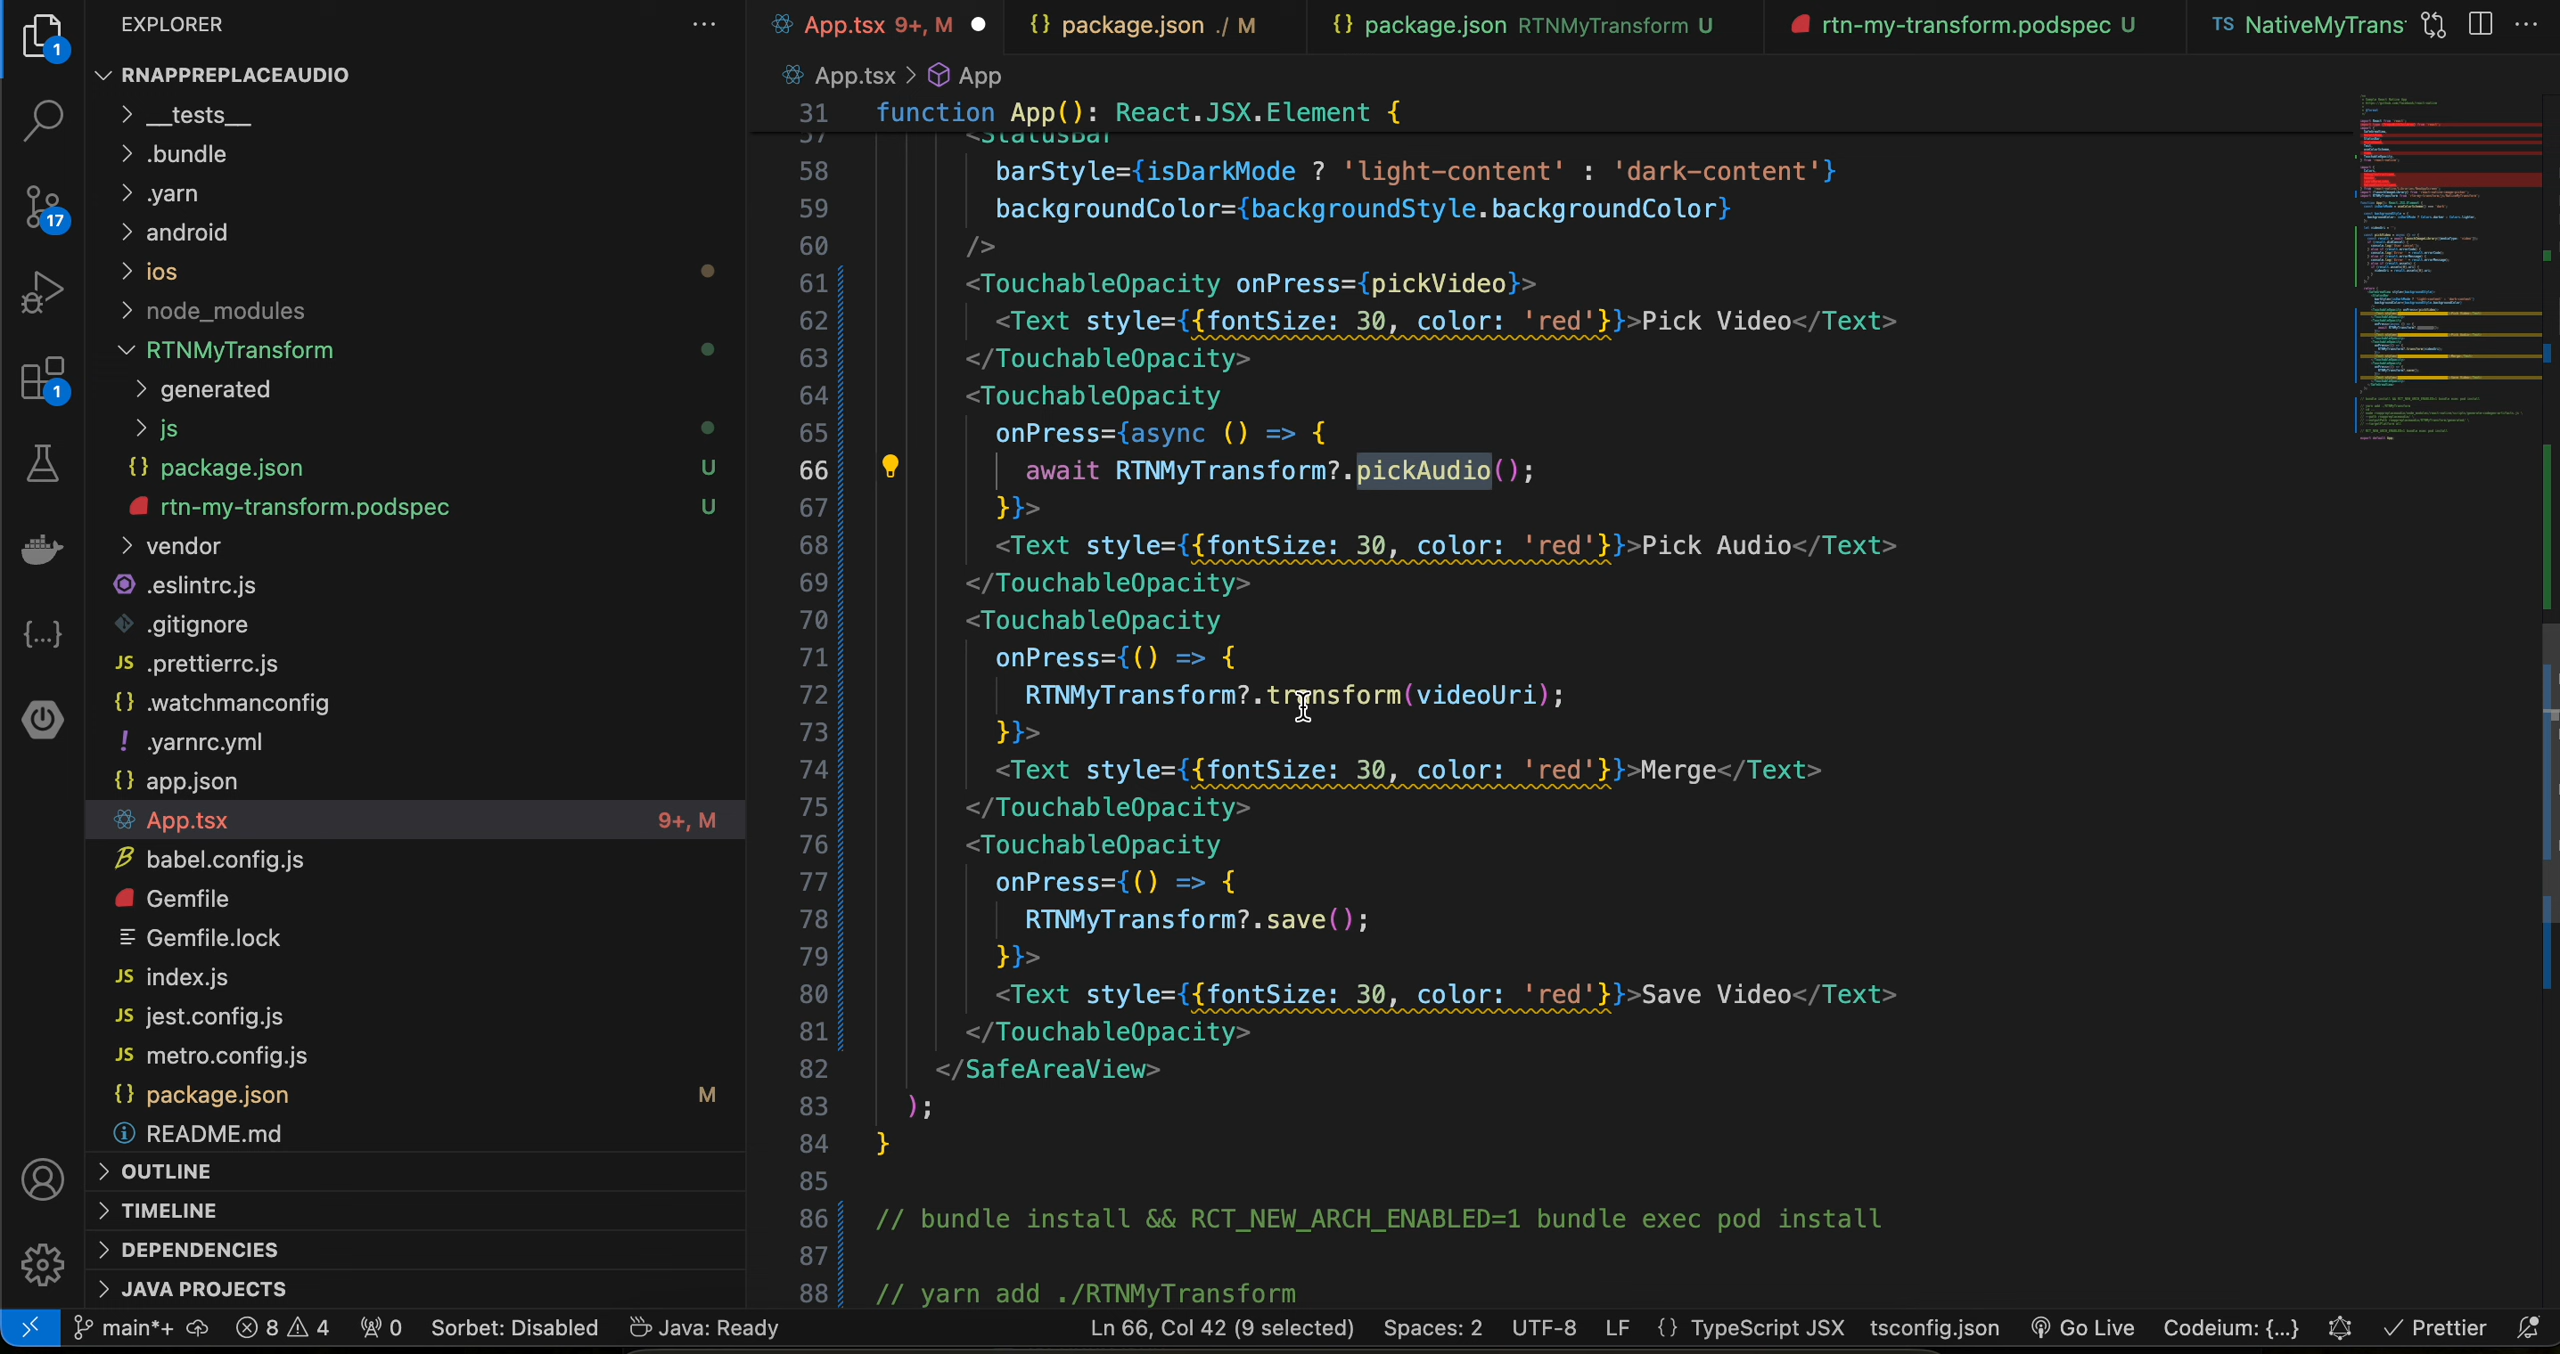 EXPLORER
App.tsx 9+, M
package.json ./ M
package.json RTNMyTransform U
rtn-my-transform.podspec U
TS NativeMyTrans
1
RNAPPREPLACEAUDIO
__tests__
.bundle
.yarn
17
android
ios
node_modules
RTNMyTransform
generated
1
js
package.json U
rtn-my-transform.podspec U
vendor
.eslintrc.js
.gitignore
JS .prettierrc.js
{} .watchmanconfig
! .yarnrc.yml
{} app.json
App.tsx 9+, M
babel.config.js
Gemfile
Gemfile.lock
JS index.js
JS jest.config.js
JS metro.config.js
{} package.json M
README.md
OUTLINE
TIMELINE
DEPENDENCIES
JAVA PROJECTS
App.tsx > App
31 function App(): React.JSX.Element {
57 <StatusBar
58 barStyle={isDarkMode ? 'light-content' : 'dark-content'}
59 backgroundColor={backgroundStyle.backgroundColor}
60 />
61 <TouchableOpacity onPress={pickVideo}>
62 <Text style={{fontSize: 30, color: 'red'}}>Pick Video</Text>
63 </TouchableOpacity>
64 <TouchableOpacity
65 onPress={async () => {
66 await RTNMyTransform?.pickAudio();
67 }}>
68 <Text style={{fontSize: 30, color: 'red'}}>Pick Audio</Text>
69 </TouchableOpacity>
70 <TouchableOpacity
71 onPress={() => {
72 RTNMyTransform?.transform(videoUri);
73 }}>
74 <Text style={{fontSize: 30, color: 'red'}}>Merge</Text>
75 </TouchableOpacity>
76 <TouchableOpacity
77 onPress={() => {
78 RTNMyTransform?.save();
79 }}>
80 <Text style={{fontSize: 30, color: 'red'}}>Save Video</Text>
81 </TouchableOpacity>
82 </SafeAreaView>
83 );
84 }
85
86 // bundle install && RCT_NEW_ARCH_ENABLED=1 bundle exec pod install
87
88 // yarn add ./RTNMyTransform
main*+ 8 4 0 Sorbet: Disabled Java: Ready Ln 66, Col 42 (9 selected) Spaces: 2 UTF-8 LF {} TypeScript JSX tsconfig.json Go Live Codeium: {...} Prettier